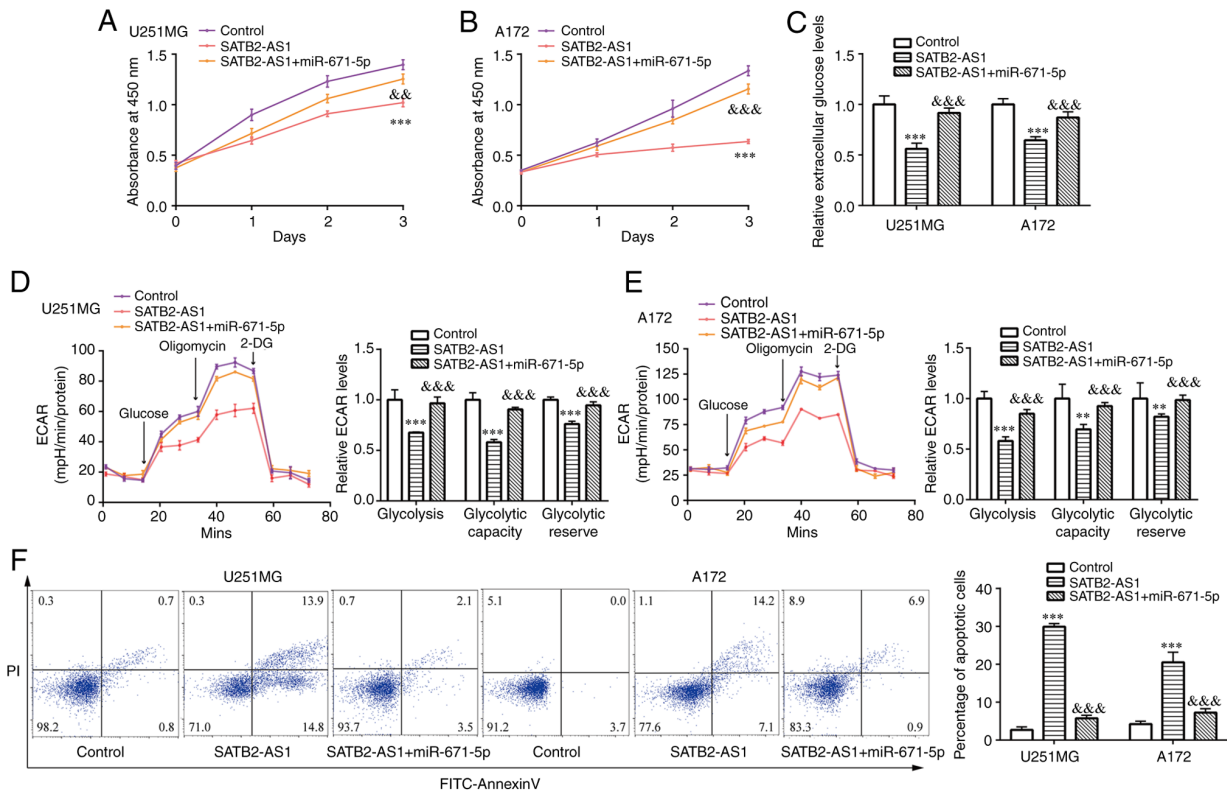 A
U251MG
Control
SATB2-AS1
SATB2-AS1+miR-671-5p
Absorbance at 450 nm
1.5
1.0
0.5
0.0
&&
***
0 1 2 3
Days
B
A172
Control
SATB2-AS1
SATB2-AS1+miR-671-5p
Absorbance at 450 nm
1.5
1.0
0.5
0.0
&&&
***
0 1 2 3
Days
C
Control
SATB2-AS1
SATB2-AS1+miR-671-5p
Relative extracellular glucose levels
1.5
1.0
0.5
0.0
*** &&& *** &&&
U251MG A172
D
U251MG
Control
SATB2-AS1
SATB2-AS1+miR-671-5p
ECAR
(mpH/min/protein)
100
80
60
40
20
0
Glucose
Oligomycin
2-DG
0 20 40 60 80
Mins
Control
SATB2-AS1
SATB2-AS1+miR-671-5p
Relative ECAR levels
1.5
1.0
0.5
0.0
*** &&& *** &&& *** &&&
Glycolysis Glycolytic capacity Glycolytic reserve
E
A172
Control
SATB2-AS1
SATB2-AS1+miR-671-5p
ECAR
(mpH/min/protein)
150
125
100
75
50
25
Glucose
Oligomycin
2-DG
0 20 40 60 80
Mins
Control
SATB2-AS1
SATB2-AS1+miR-671-5p
Relative ECAR levels
1.5
1.0
0.5
0.0
*** &&& ** &&& ** &&&
Glycolysis Glycolytic capacity Glycolytic reserve
F
U251MG A172
PI
0.3 0.7 0.3 13.9 0.7 2.1 5.1 0.0 1.1 14.2 8.9 6.9
98.2 0.8 71.0 14.8 93.7 3.5 91.2 3.7 77.6 7.1 83.3 0.9
Control SATB2-AS1 SATB2-AS1+miR-671-5p Control SATB2-AS1 SATB2-AS1+miR-671-5p
FITC-AnnexinV
Control
SATB2-AS1
SATB2-AS1+miR-671-5p
Percentage of apoptotic cells
40
30
20
10
0
*** &&& *** &&&
U251MG A172